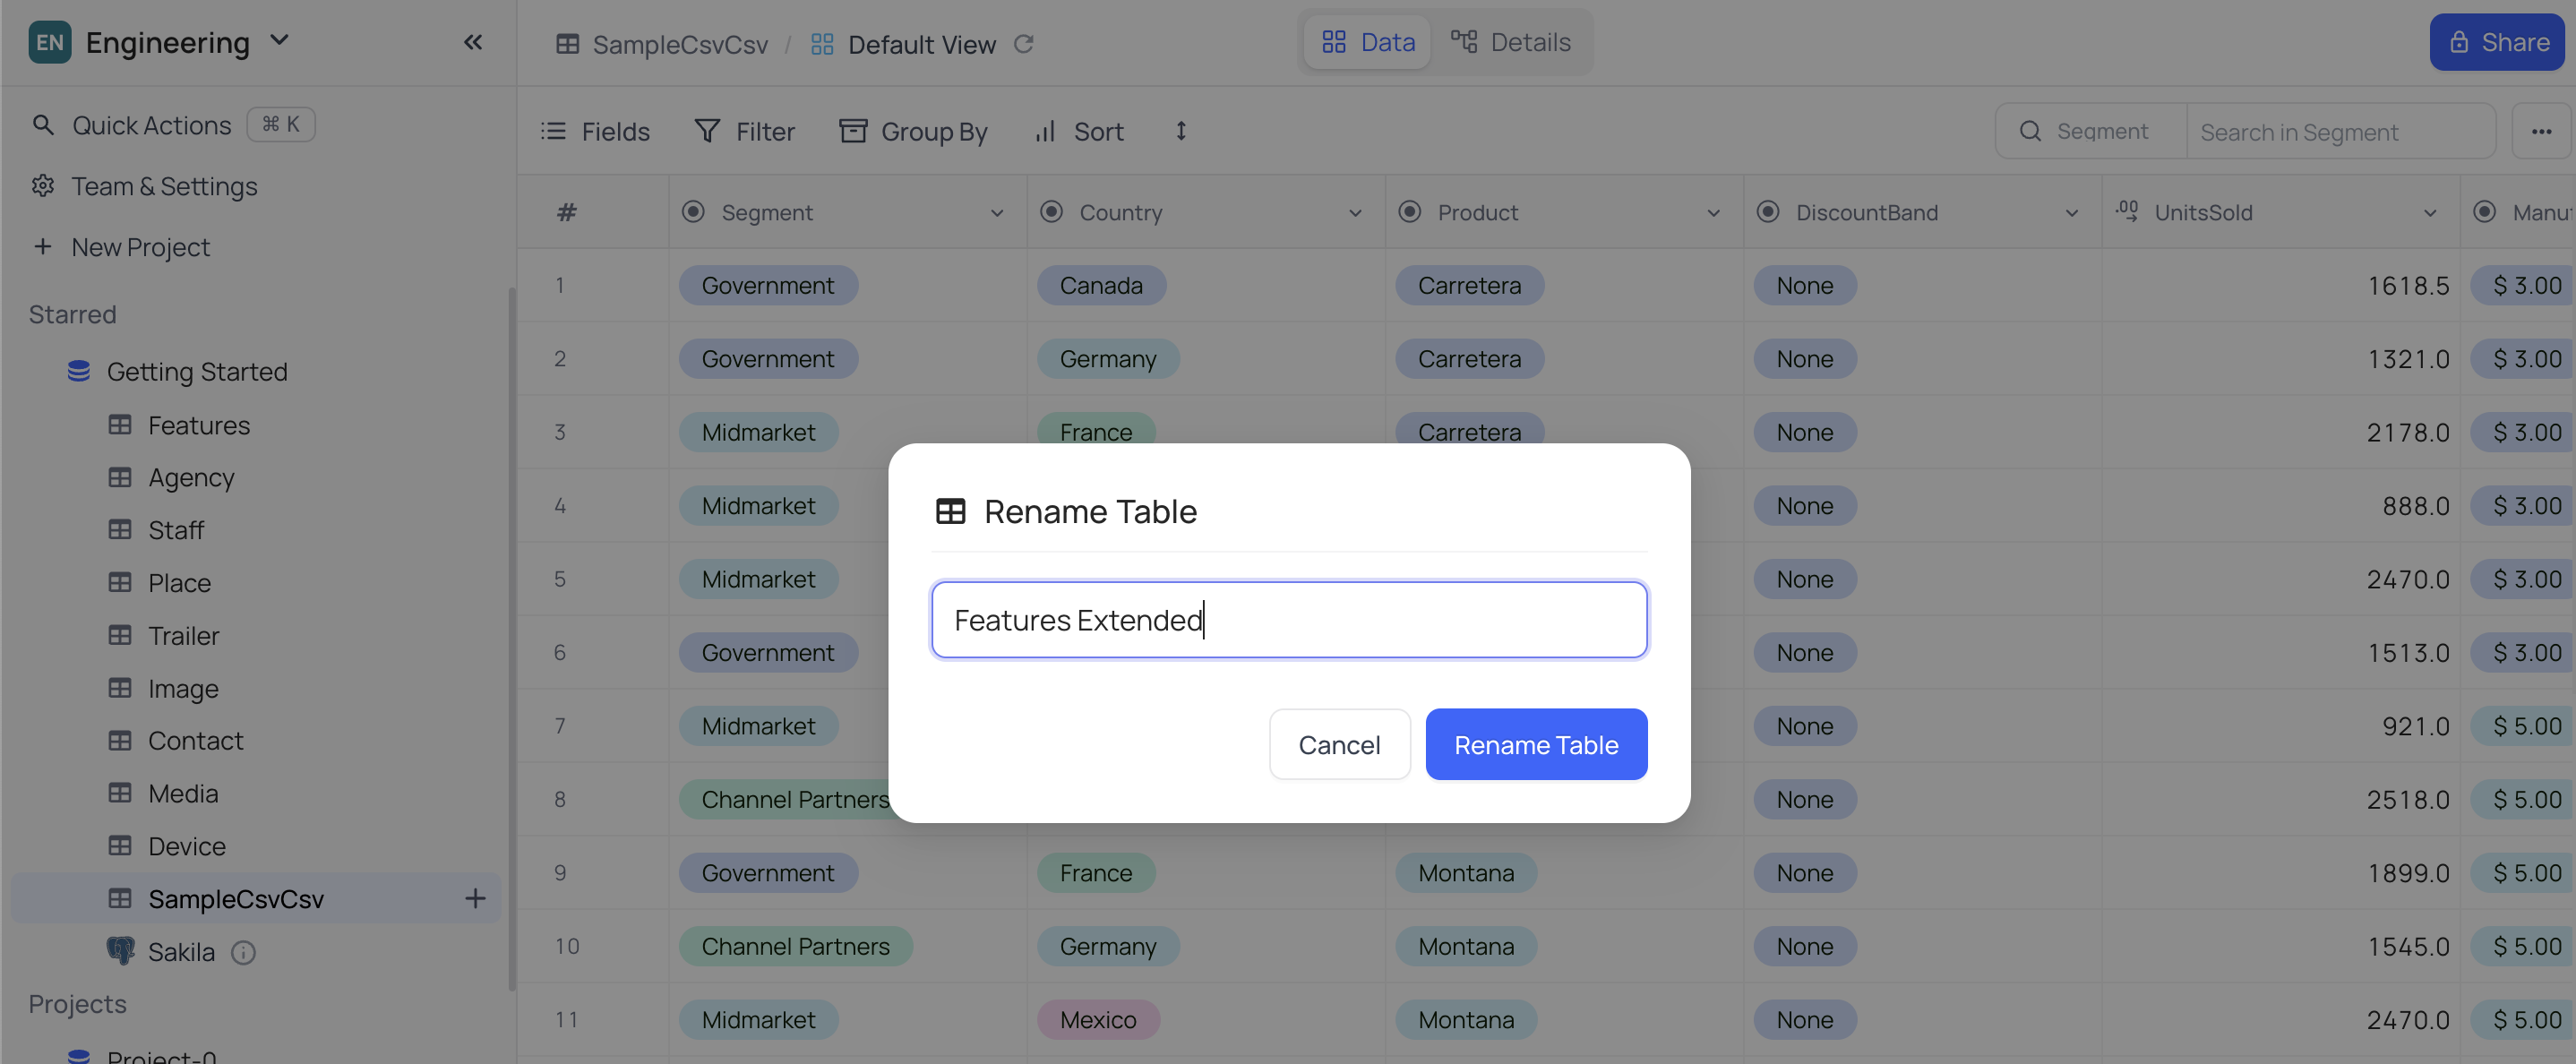 EN Engineering
SampleCsvCsv / Default View
Data Details
Share
Quick Actions ⌘ K
Team & Settings
New Project
Starred
Getting Started
Features
Agency
Staff
Place
Trailer
Image
Contact
Media
Device
SampleCsvCsv
Sakila
Projects
Project-0
Fields Filter Group By Sort
Segment Search in Segment
# Segment Country Product DiscountBand UnitsSold
1 Government Canada Carretera None 1618.5 $ 3.00
2 Government Germany Carretera None 1321.0 $ 3.00
3 Midmarket France Carretera None 2178.0 $ 3.00
4 Midmarket None 888.0 $ 3.00
5 Midmarket None 2470.0 $ 3.00
6 Government None 1513.0 $ 3.00
7 Midmarket None 921.0 $ 5.00
8 Channel Partners None 2518.0 $ 5.00
9 Government France Montana None 1899.0 $ 5.00
10 Channel Partners Germany Montana None 1545.0 $ 5.00
11 Midmarket Mexico Montana None 2470.0 $ 5.00
Rename Table
Features Extended
Cancel Rename Table